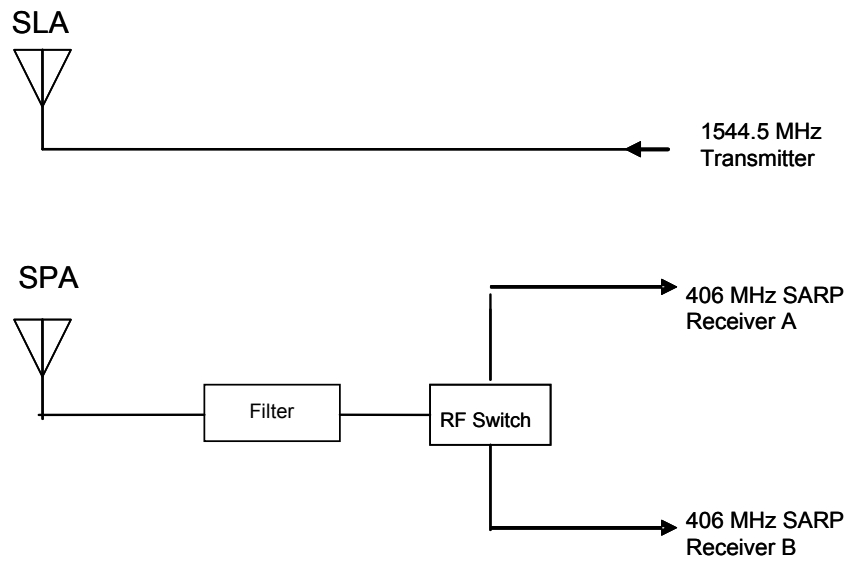 SLA
1544.5 MHz
Transmitter
SPA
406 MHz SARP
Receiver A
Filter
RF Switch
406 MHz SARP
Receiver B